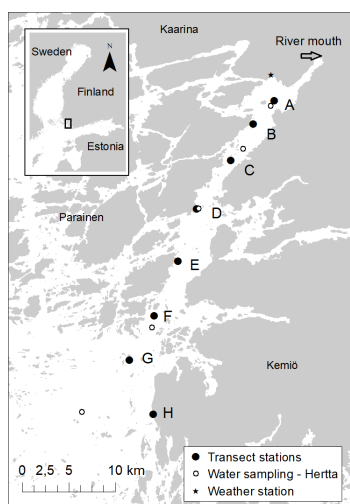 Kaarina
River mouth
Sweden
N
Finland
Estonia
A
B
C
D
Parainen
E
F
G
Kemiö
H
Transect stations
Water sampling - Hertta
Weather station
0 2,5 5 10 km